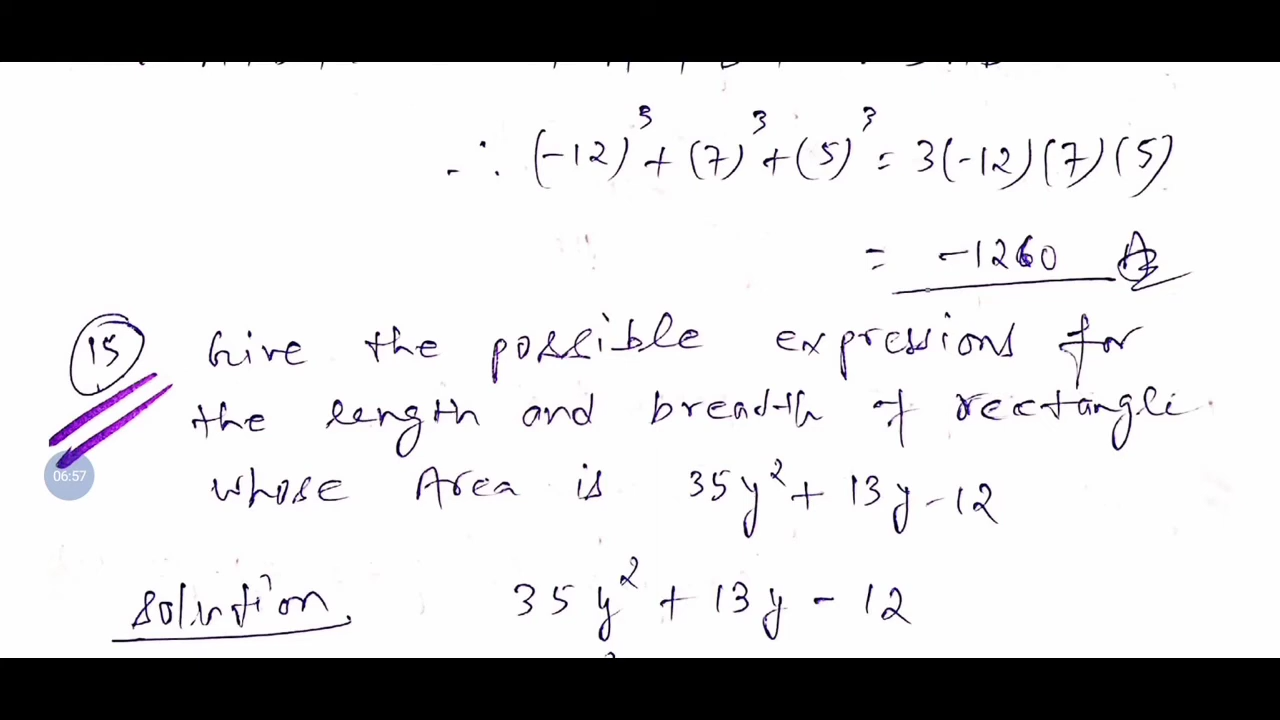 ∴ (-12)³ + (7)³ + (5)³ = 3(-12)(7)(5)
= -1260
15 Give the possible expressions for
the length and breadth of rectangle
whose Area is 35y² + 13y - 12
06:57
Solution 35y² + 13y - 12